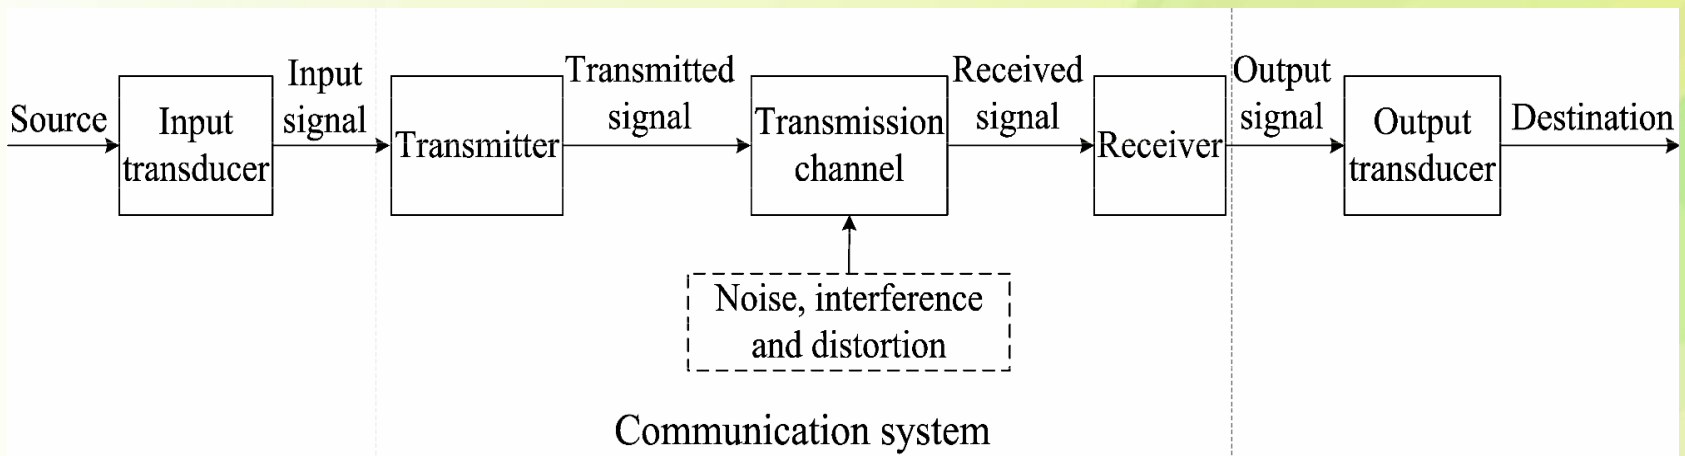 Source
Input
transducer
Input
signal
Transmitter
Transmitted
signal
Transmission
channel
Received
signal
Receiver
Output
signal
Output
transducer
Destination
Noise, interference
and distortion
Communication system